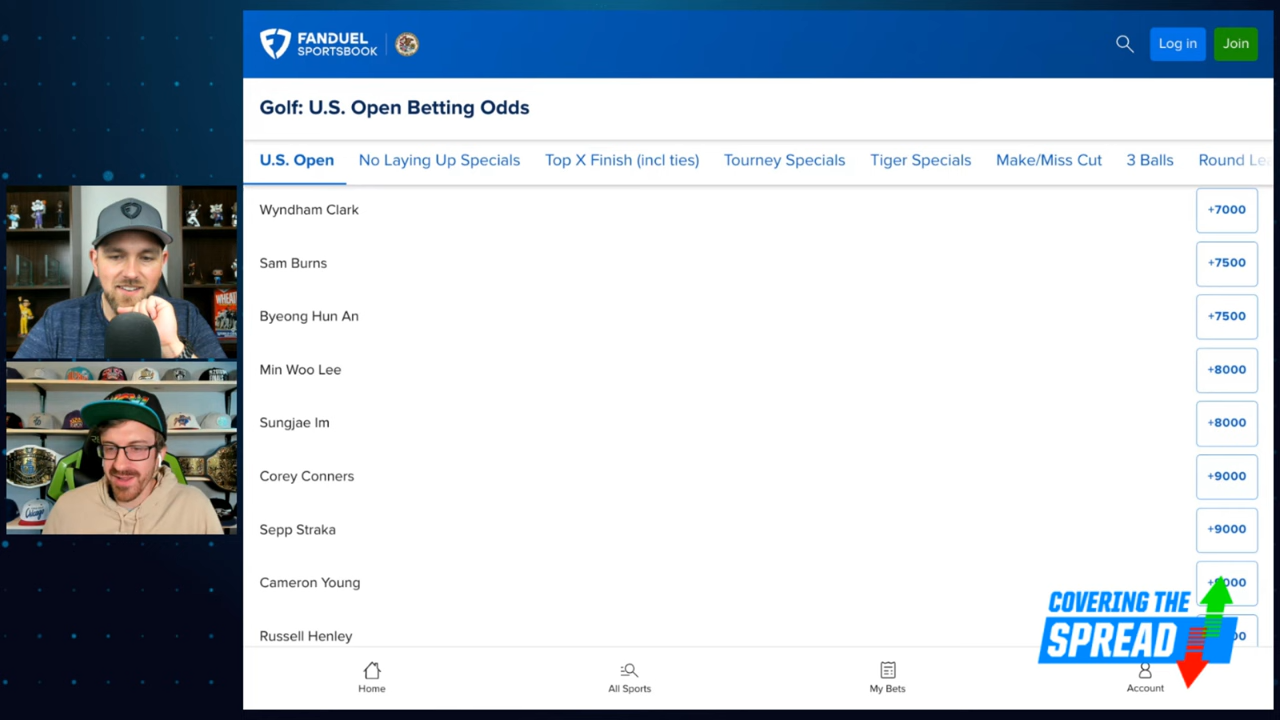 FANDUEL
SPORTSBOOK
Log in
Join
Golf: U.S. Open Betting Odds
U.S. Open No Laying Up Specials Top X Finish (incl ties) Tourney Specials Tiger Specials Make/Miss Cut 3 Balls Round
Wyndham Clark +7000
Sam Burns +7500
Byeong Hun An +7500
Min Woo Lee +8000
Sungjae Im +8000
Corey Conners +9000
Sepp Straka +9000
Cameron Young
Russell Henley
COVERING THE
SPREAD
Home All Sports My Bets Account
WHEATIES